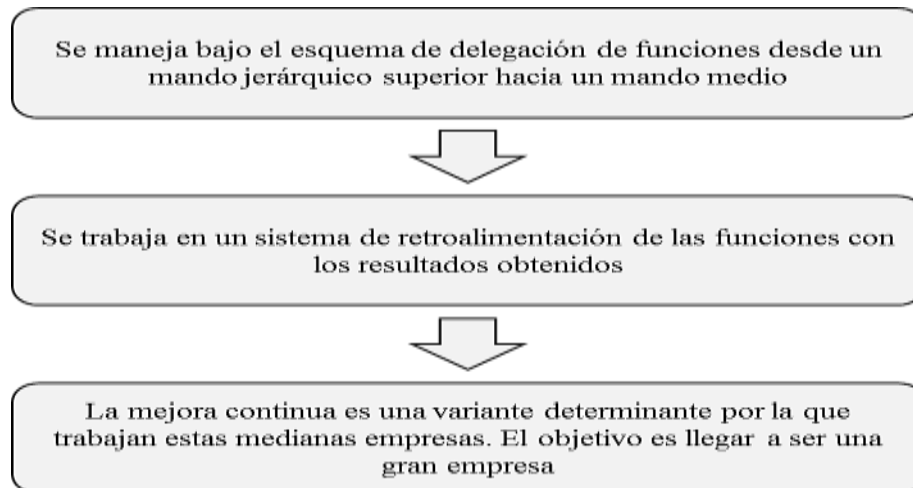 Se maneja bajo el esquema de delegación de funciones desde un
mando jerárquico superior hacia un mando medio
Se trabaja en un sistema de retroalimentación de las funciones con
los resultados obtenidos
La mejora continua es una variante determinante por la que
trabajan estas medianas empresas. El objetivo es llegar a ser una
gran empresa